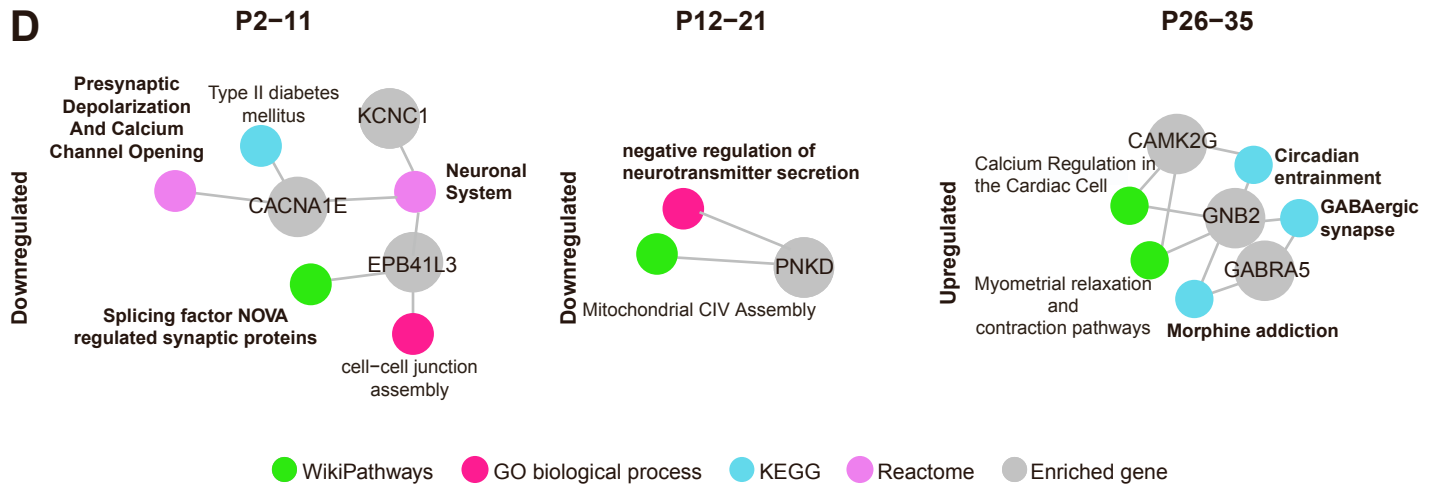 D
P2−11
P12−21
P26−35
Downregulated
Presynaptic
Depolarization
And Calcium
Channel Opening
Type II diabetes
mellitus
KCNC1
Neuronal
System
CACNA1E
EPB41L3
Splicing factor NOVA
regulated synaptic proteins
cell−cell junction
assembly
Downregulated
negative regulation of
neurotransmitter secretion
PNKD
Mitochondrial CIV Assembly
Upregulated
CAMK2G
Calcium Regulation in
the Cardiac Cell
Circadian
entrainment
GNB2
GABAergic
synapse
GABRA5
Myometrial relaxation
and
contraction pathways
Morphine addiction
WikiPathways
GO biological process
KEGG
Reactome
Enriched gene